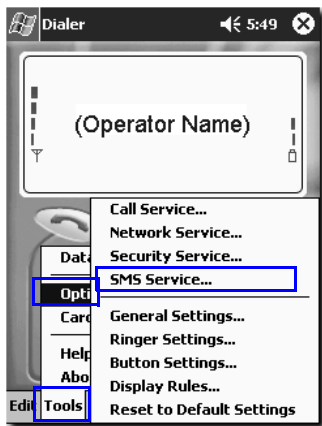 Dialer 5:49
(Operator Name)
Call Service...
Network Service...
Security Service...
SMS Service...
General Settings...
Ringer Settings...
Button Settings...
Display Rules...
Reset to Default Settings
Data
Opti
Card
Help
Abo
Edit Tools